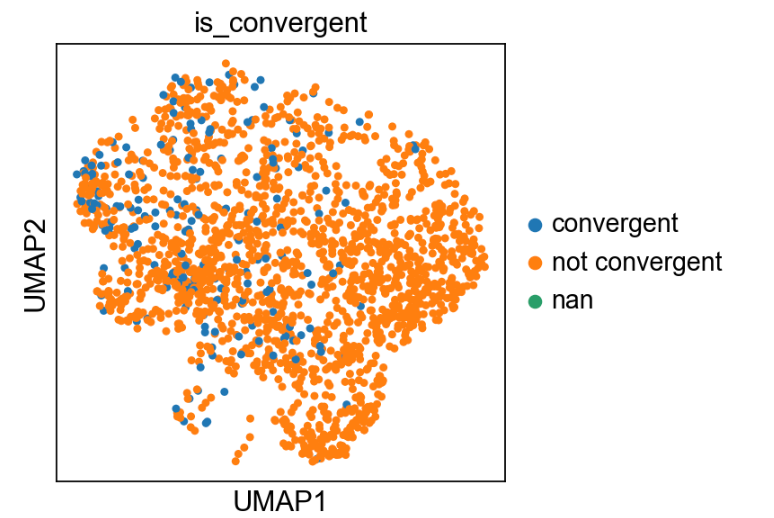 is_convergent
UMAP2
convergent
not convergent
nan
UMAP1